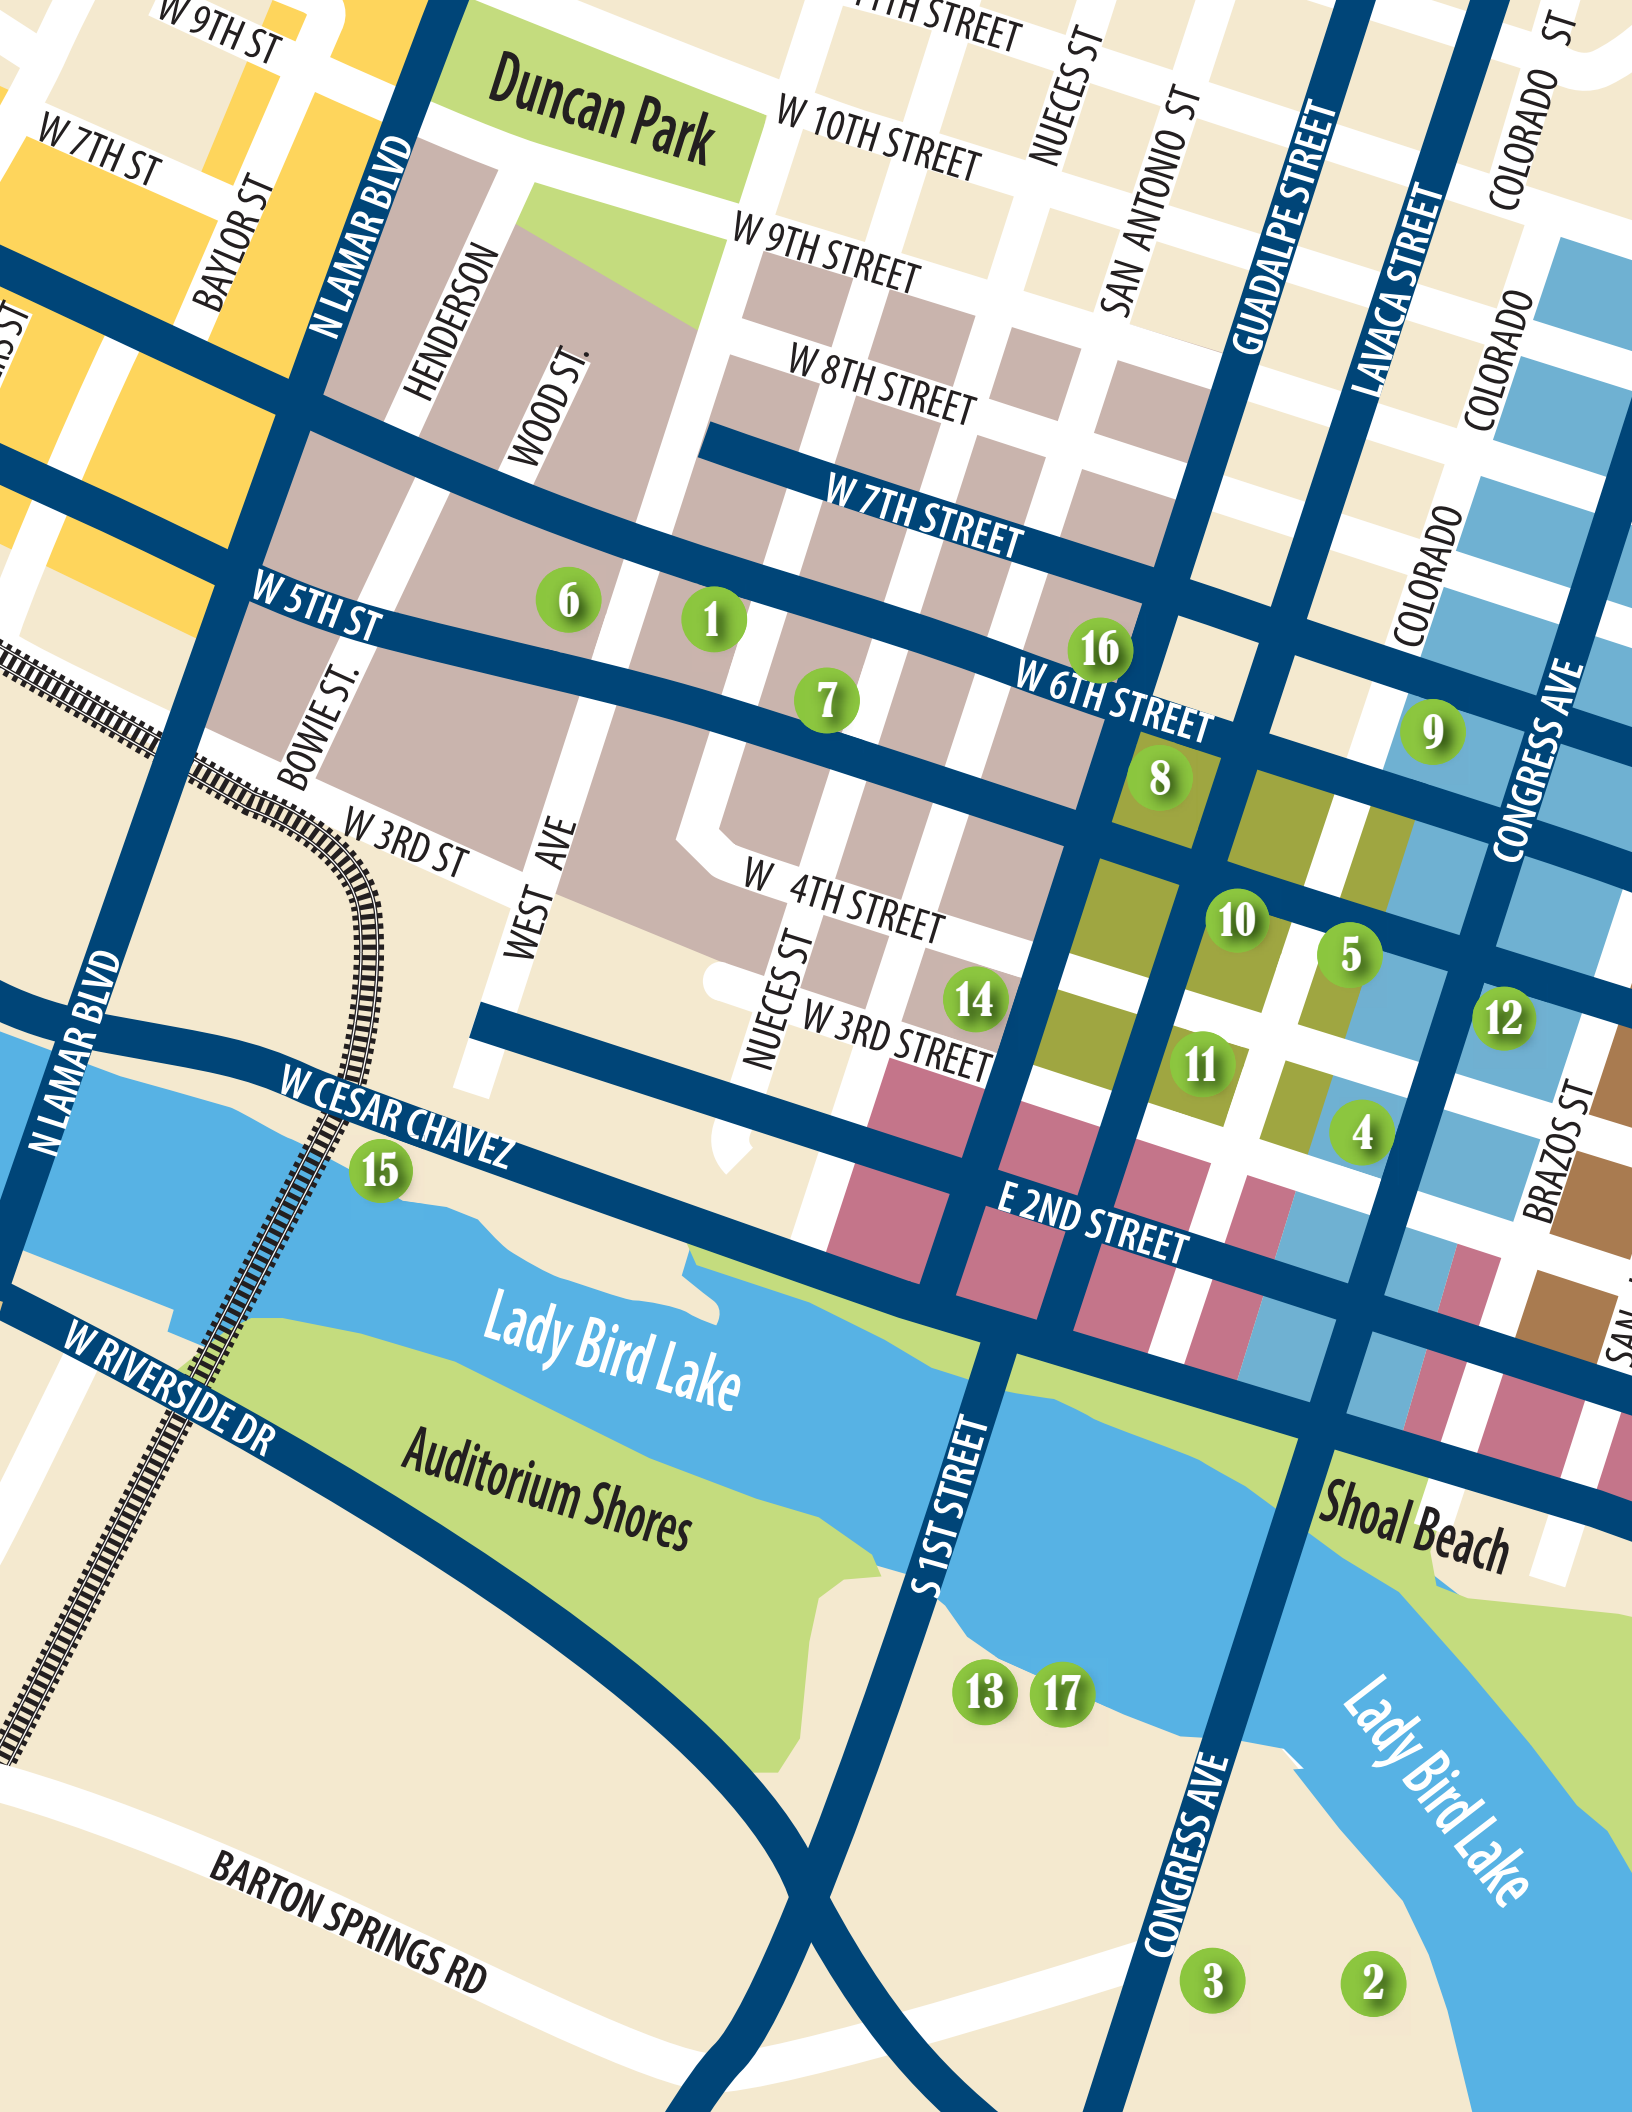 W 9TH ST
11TH STREET
NUECES ST
COLORADO ST
Duncan Park
W 10TH STREET
W 7TH ST
SAN ANTONIO ST
GUADALPE STREET
LAVACA STREET
BAYLOR ST
N LAMAR BLVD
HENDERSON
W 9TH STREET
COLORADO
WOOD ST.
W 8TH STREET
W 7TH STREET
COLORADO
W 5TH ST
6
1
16
7
W 6TH STREET
9
8
CONGRESS AVE
BOWIE ST.
W 3RD ST
WEST AVE
W 4TH STREET
10
5
14
12
NUECES ST
W 3RD STREET
11
4
N LAMAR BLVD
W CESAR CHAVEZ
15
BRAZOS ST
E 2ND STREET
SAN
Lady Bird Lake
W RIVERSIDE DR
Auditorium Shores
S 1ST STREET
Shoal Beach
13
17
Lady Bird Lake
CONGRESS AVE
BARTON SPRINGS RD
3
2